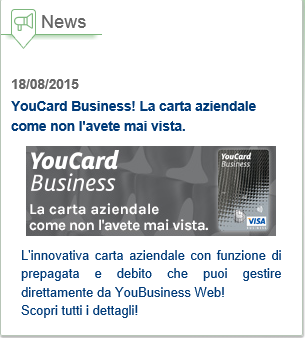 News
18/08/2015
YouCard Business! La carta aziendale
come non l'avete mai vista.
YouCard
Business
La carta aziendale
come non l'avete mai vista.
YouCard
Business
VISA
L'innovativa carta aziendale con funzione di
prepagata e debito che puoi gestire
direttamente da YouBusiness Web!
Scopri tutti i dettagli!